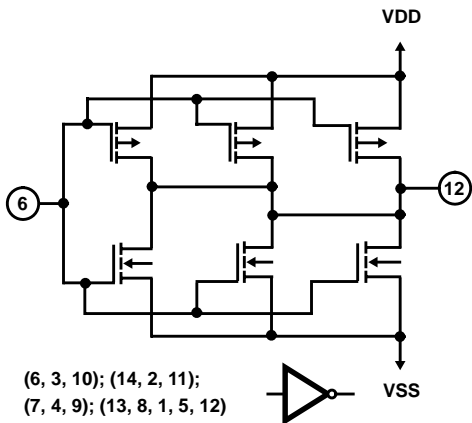 VDD
6
12
(6, 3, 10); (14, 2, 11);
(7, 4, 9); (13, 8, 1, 5, 12)
VSS